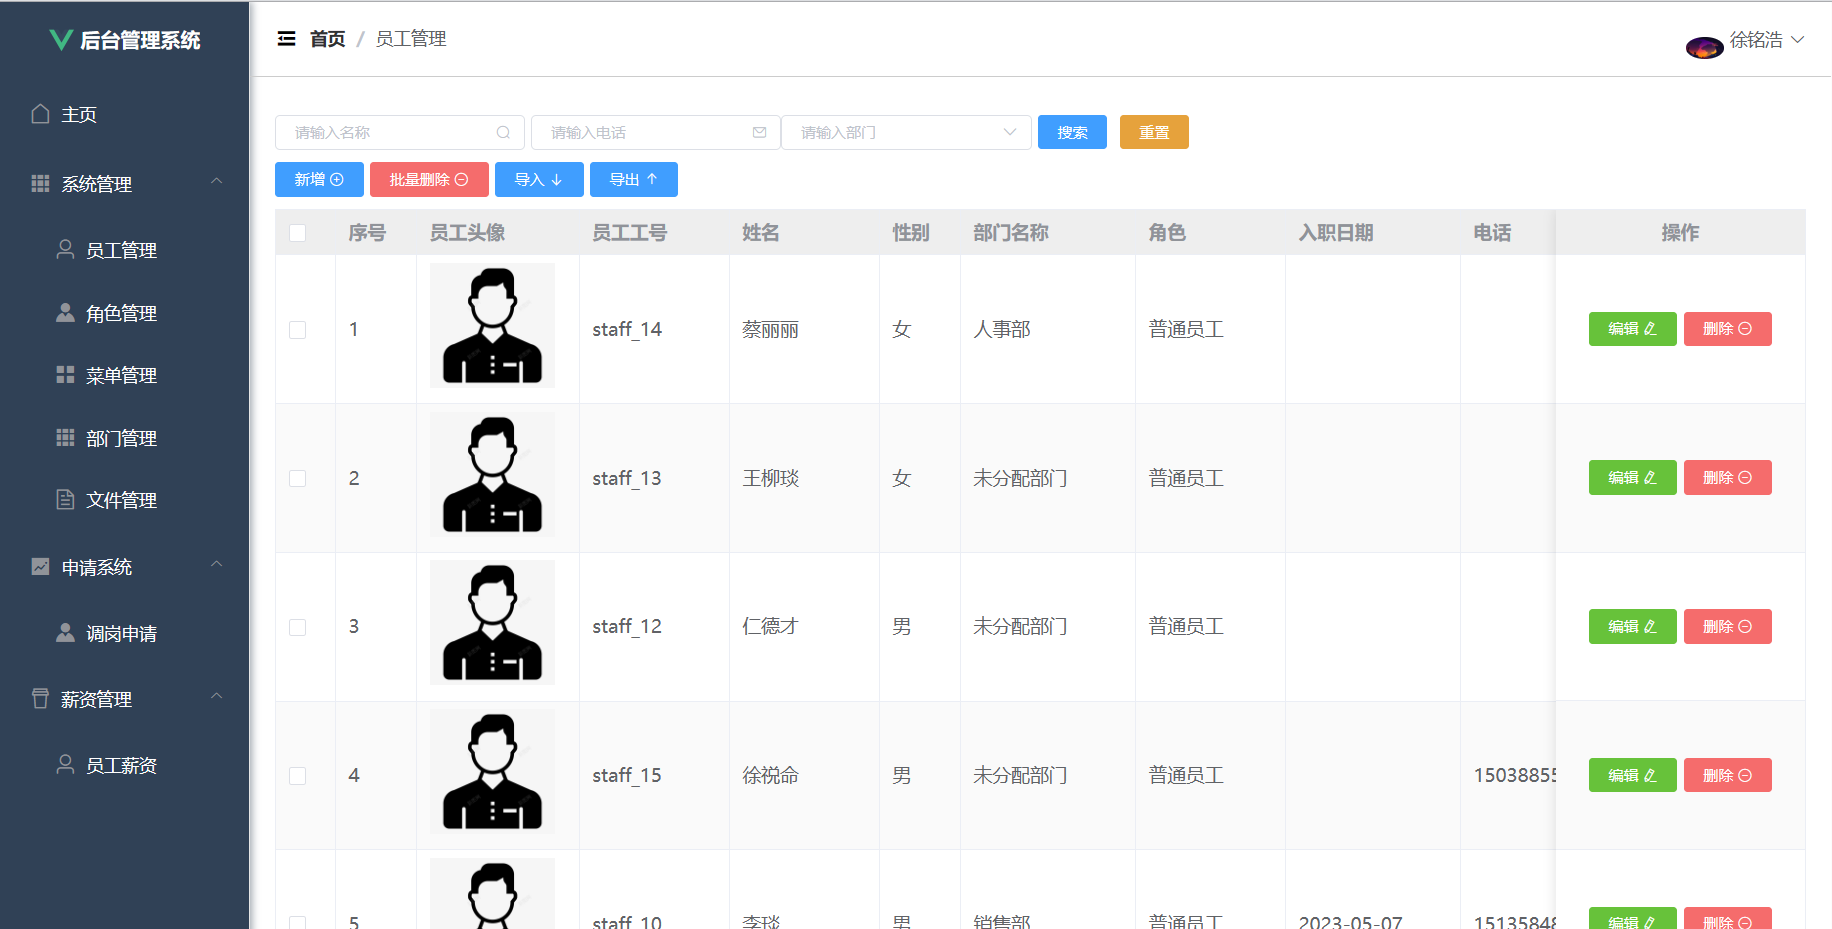 后台管理系统
首页 / 员工管理
徐铭浩
主页
系统管理
员工管理
角色管理
菜单管理
部门管理
文件管理
申请系统
调岗申请
薪资管理
员工薪资
请输入名称 请输入电话 请输入部门 搜索 重置
新增 批量删除 导入 导出
序号 员工头像 员工工号 姓名 性别 部门名称 角色 入职日期 电话 操作
1 staff_14 蔡丽丽 女 人事部 普通员工 编辑 删除
2 staff_13 王柳琰 女 未分配部门 普通员工 编辑 删除
3 staff_12 仁德才 男 未分配部门 普通员工 编辑 删除
4 staff_15 徐悦命 男 未分配部门 普通员工 15038855 编辑 删除
5 staff_10 李琰 男 销售部 普通员工 2023-05-07 15135848 编辑 删除